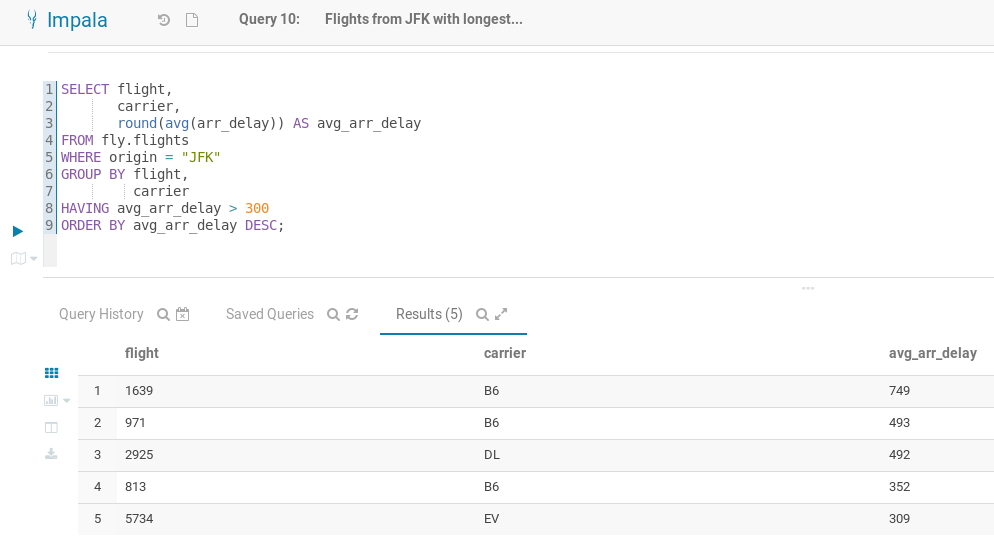 Impala Query 10: Flights from JFK with longest...
1 SELECT flight,
2 carrier,
3 round(avg(arr_delay)) AS avg_arr_delay
4 FROM fly.flights
5 WHERE origin = "JFK"
6 GROUP BY flight,
7 carrier
8 HAVING avg_arr_delay > 300
9 ORDER BY avg_arr_delay DESC;
Query History Saved Queries Results (5)
flight carrier avg_arr_delay
1 1639 B6 749
2 971 B6 493
3 2925 DL 492
4 813 B6 352
5 5734 EV 309